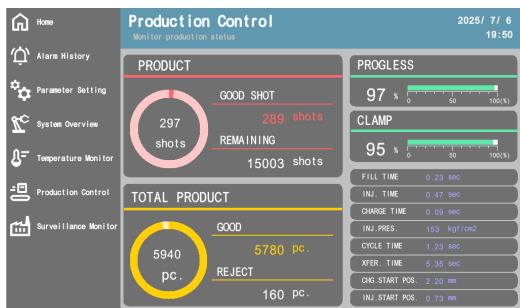 Home
Alarm History
Parameter Setting
System Overview
Temperature Monitor
Production Control
Surveillance Monitor
Production Control
Monitor production status
2025/ 7/ 6
19:50
PRODUCT
297
shots
GOOD SHOT
289 shots
REMAINING
15003 shots
TOTAL PRODUCT
5940
pc.
GOOD
5780 pc.
REJECT
160 pc.
PROGLESS
97 %
0 50 100(%)
CLAMP
95 %
0 50 100(%)
FILL TIME 0.23 sec
INJ. TIME 0.47 sec
CHARGE TIME 0.09 sec
INJ.PRES. 153 kgf/cm2
CYCLE TIME 1.23 sec
XFER. TIME 5.35 sec
CHG.START POS. 2.20 mm
INJ.START POS. 0.73 mm